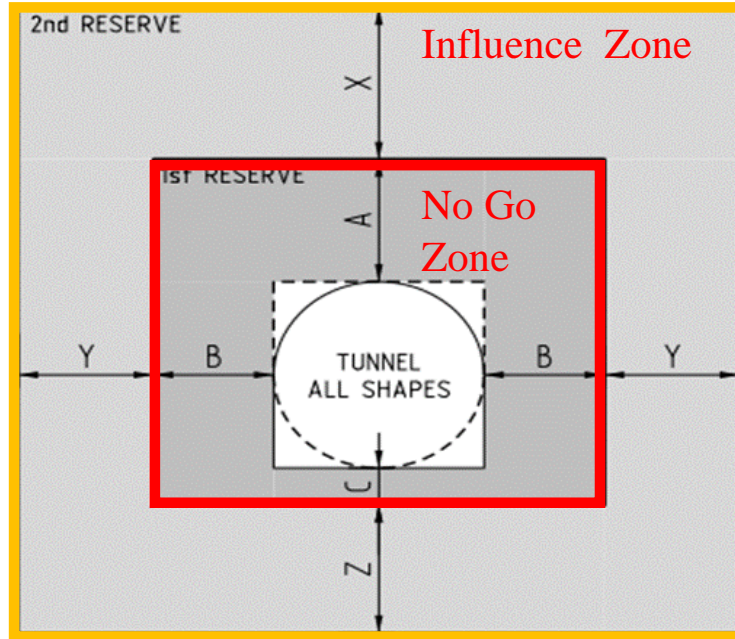 2nd RESERVE
Influence Zone
X
1st RESERVE
No Go
Zone
A
Y
B
TUNNEL
ALL SHAPES
B
Y
C
Z